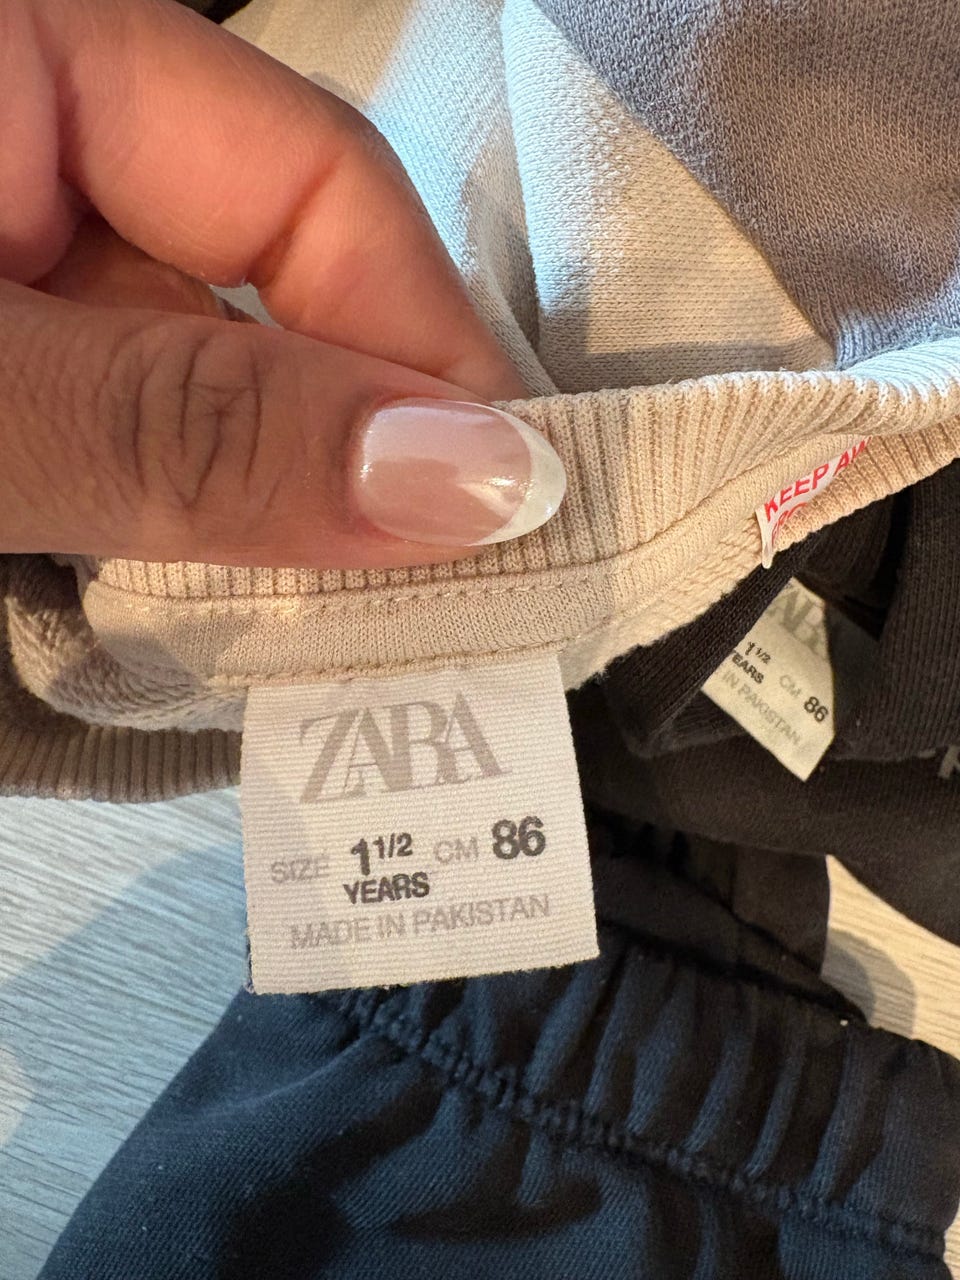 ZARA
SIZE 1 1/2 CM 86
YEARS
MADE IN PAKISTAN
KEEP
1 1/2 CM 86
YEARS
IN PAKISTAN